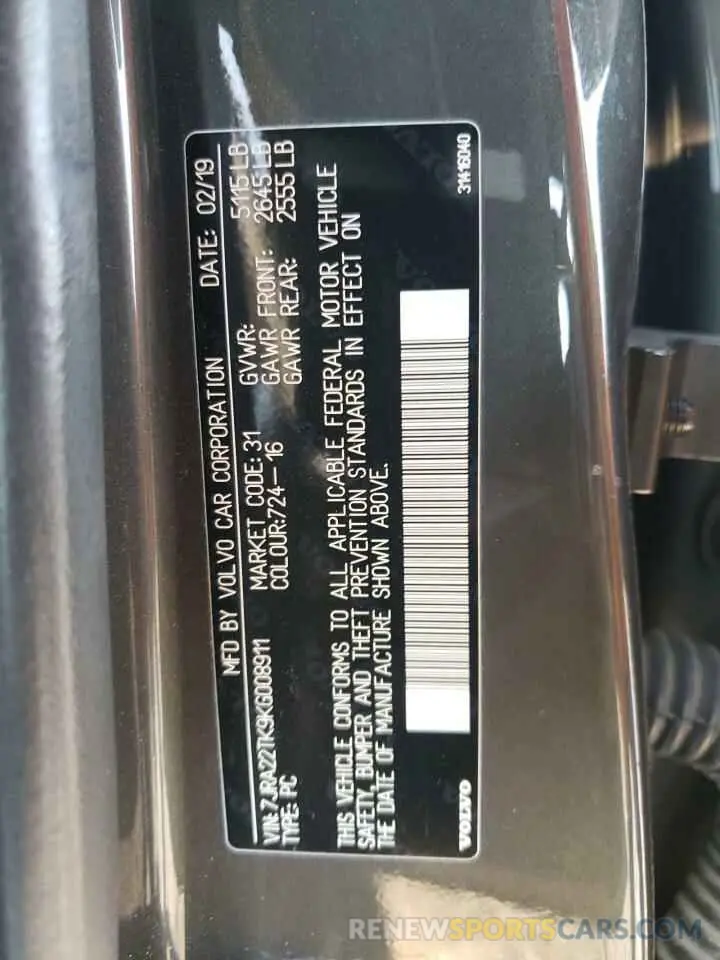 MFD BY VOLVO CAR CORPORATION DATE: 02/19
VIN: 7JRA22TK9KG008911 MARKET CODE: 31 GVWR: 5115 LB
TYPE: PC COLOUR: 724-16 GAWR FRONT: 2645 LB
GAWR REAR: 2555 LB
THIS VEHICLE CONFORMS TO ALL APPLICABLE FEDERAL MOTOR VEHICLE
SAFETY, BUMPER AND THEFT PREVENTION STANDARDS IN EFFECT ON
THE DATE OF MANUFACTURE SHOWN ABOVE.
VOLVO 31416040
RENEWSPORTSCARS.COM